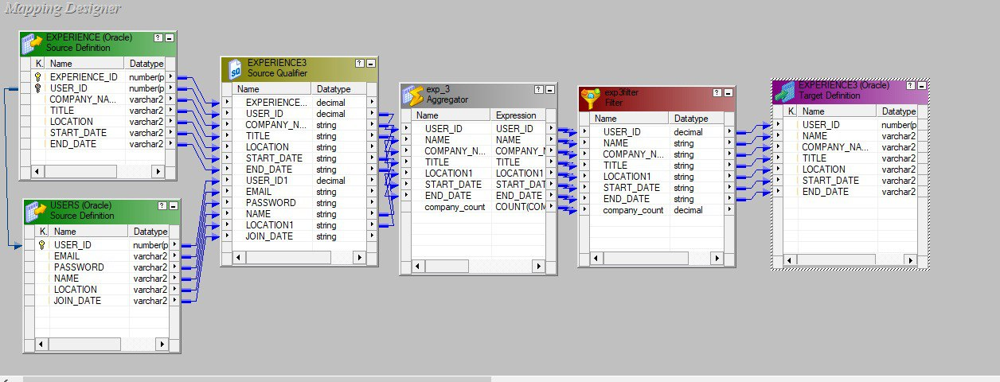 Mapping Designer
EXPERIENCE (Oracle)
Source Definition
K. Name Datatype
EXPERIENCE_ID number(p
USER_ID number(p
COMPANY_NA... varchar2
TITLE varchar2
LOCATION varchar2
START_DATE varchar2
END_DATE varchar2
USERS (Oracle)
Source Definition
K. Name Datatype
USER_ID number(p
EMAIL varchar2
PASSWORD varchar2
NAME varchar2
LOCATION varchar2
JOIN_DATE varchar2
EXPERIENCE3
Source Qualifier
SQ
Name Datatype
EXPERIENCE... decimal
USER_ID decimal
COMPANY_N... string
TITLE string
LOCATION string
START_DATE string
END_DATE string
USER_ID1 decimal
EMAIL string
PASSWORD string
NAME string
LOCATION1 string
JOIN_DATE string
exp_3
Aggregator
Name Expression
USER_ID USER_ID
NAME NAME
COMPANY_N... COMPANY_N
TITLE TITLE
LOCATION1 LOCATION1
START_DATE START_DAT
END_DATE END_DATE
company_count COUNT(COM
exp3filter
Filter
Name Datatype
USER_ID decimal
NAME string
COMPANY_N... string
TITLE string
LOCATION1 string
START_DATE string
END_DATE string
company_count decimal
EXPERIENCE3 (Oracle)
Target Definition
K. Name Datatype
USER_ID number(p
NAME varchar2
COMPANY_NA... varchar2
TITLE varchar2
LOCATION varchar2
START_DATE varchar2
END_DATE varchar2